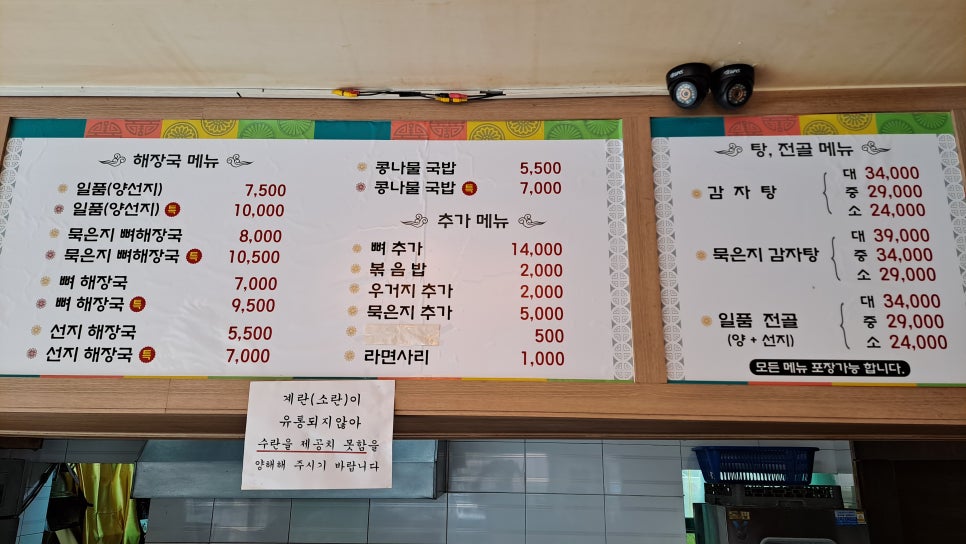 해장국 메뉴
일품(양선지) 7,500
일품(양선지) 특 10,000
묵은지 뼈해장국 8,000
묵은지 뼈해장국 특 10,500
뼈 해장국 7,000
뼈 해장국 특 9,500
선지 해장국 5,500
선지 해장국 특 7,000
콩나물 국밥 5,500
콩나물 국밥 특 7,000
추가 메뉴
뼈 추가 14,000
볶음밥 2,000
우거지 추가 2,000
묵은지 추가 5,000
500
라면사리 1,000
탕, 전골 메뉴
감자탕 대 34,000
중 29,000
소 24,000
묵은지 감자탕 대 39,000
중 34,000
소 29,000
일품 전골 대 34,000
(양 + 선지) 중 29,000
소 24,000
모든 메뉴 포장가능 합니다.
계란(소란)이
유통되지않아
수란을 제공치 못함을
양해해 주시기 바랍니다